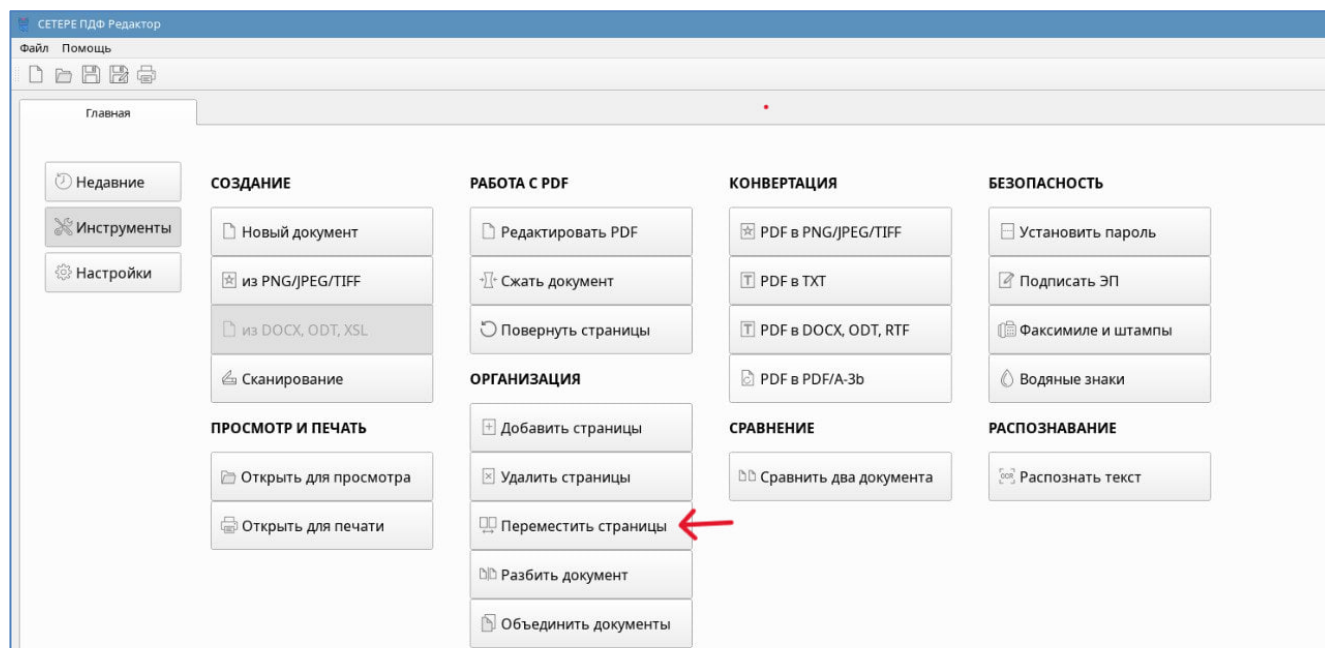 СЕТЕРЕ ПДФ Редактор
Файл Помощь
Главная
Недавние
Инструменты
Настройки
СОЗДАНИЕ
Новый документ
из PNG/JPEG/TIFF
из DOCX, ODT, XSL
Сканирование
ПРОСМОТР И ПЕЧАТЬ
Открыть для просмотра
Открыть для печати
РАБОТА С PDF
Редактировать PDF
Сжать документ
Повернуть страницы
ОРГАНИЗАЦИЯ
Добавить страницы
Удалить страницы
Переместить страницы
Разбить документ
Объединить документы
КОНВЕРТАЦИЯ
PDF в PNG/JPEG/TIFF
PDF в TXT
PDF в DOCX, ODT, RTF
PDF в PDF/A-3b
СРАВНЕНИЕ
Сравнить два документа
БЕЗОПАСНОСТЬ
Установить пароль
Подписать ЭП
Факсимиле и штампы
Водяные знаки
РАСПОЗНАВАНИЕ
Распознать текст